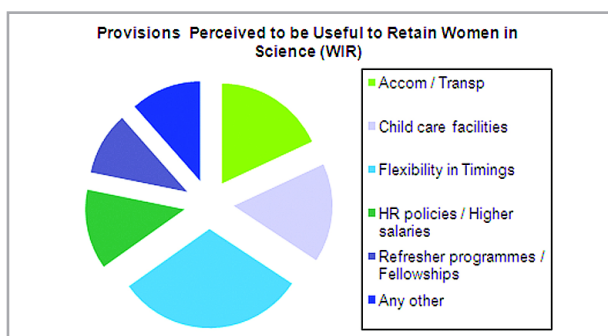 Provisions Perceived to be Useful to Retain Women in
Science (WIR)
Accom / Transp
Child care facilities
Flexibility in Timings
HR policies / Higher
salaries
Refresher programmes /
Fellowships
Any other